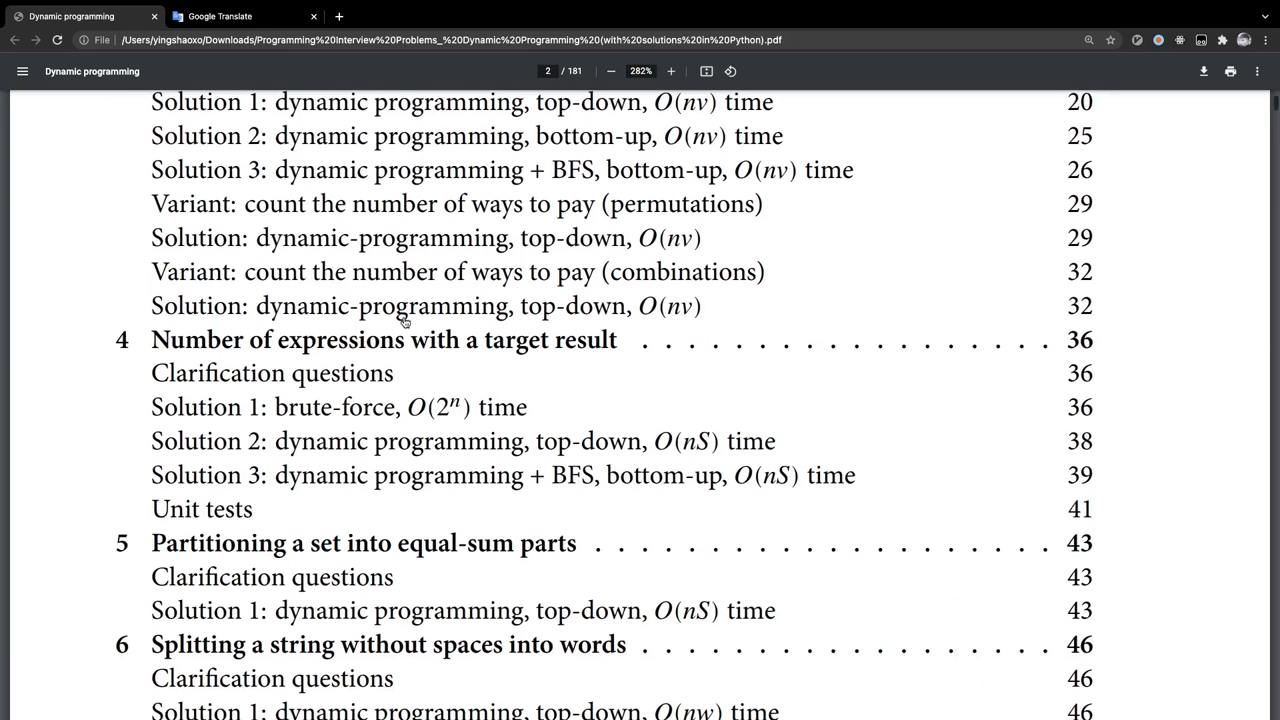 Dynamic programming
Google Translate
File /Users/yingshaoxo/Downloads/Programming%20Interview%20Problems_%20Dynamic%20Programming%20(with%20solutions%20in%20Python).pdf
Dynamic programming 2 / 181 282%
Solution 1: dynamic programming, top-down, O(nv) time 20
Solution 2: dynamic programming, bottom-up, O(nv) time 25
Solution 3: dynamic programming + BFS, bottom-up, O(nv) time 26
Variant: count the number of ways to pay (permutations) 29
Solution: dynamic-programming, top-down, O(nv) 29
Variant: count the number of ways to pay (combinations) 32
Solution: dynamic-programming, top-down, O(nv) 32
4 Number of expressions with a target result . . . . . . . . . . . . . . . . . . 36
Clarification questions 36
Solution 1: brute-force, O(2ⁿ) time 36
Solution 2: dynamic programming, top-down, O(nS) time 38
Solution 3: dynamic programming + BFS, bottom-up, O(nS) time 39
Unit tests 41
5 Partitioning a set into equal-sum parts . . . . . . . . . . . . . . . . . . . . 43
Clarification questions 43
Solution 1: dynamic programming, top-down, O(nS) time 43
6 Splitting a string without spaces into words . . . . . . . . . . . . . . . . . . 46
Clarification questions 46
Solution 1: dynamic programming, top-down, O(nw) time 46